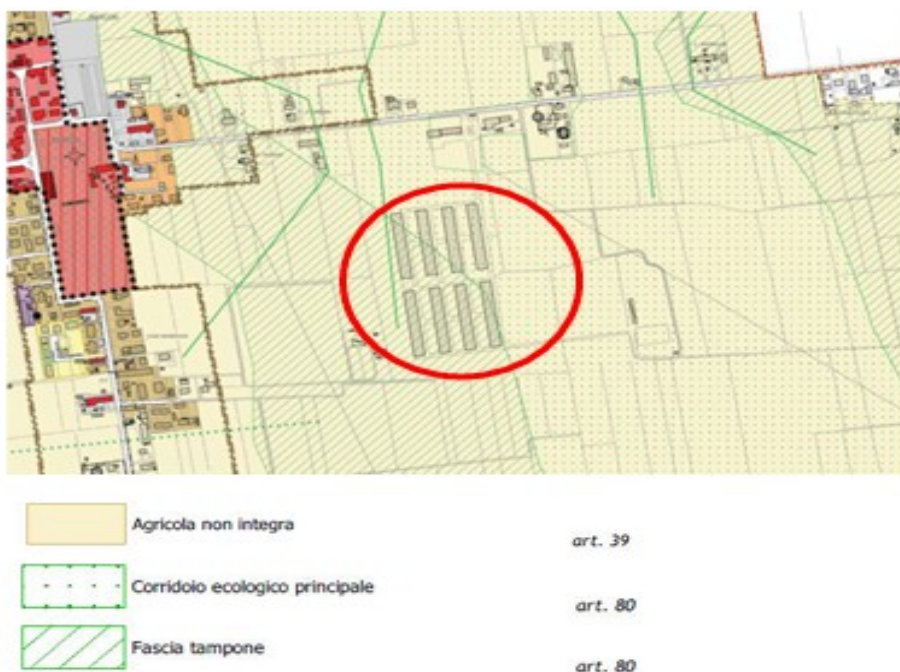 Agricola non integra
art. 39
Corridoio ecologico principale
art. 80
Fascia tampone
art. 80